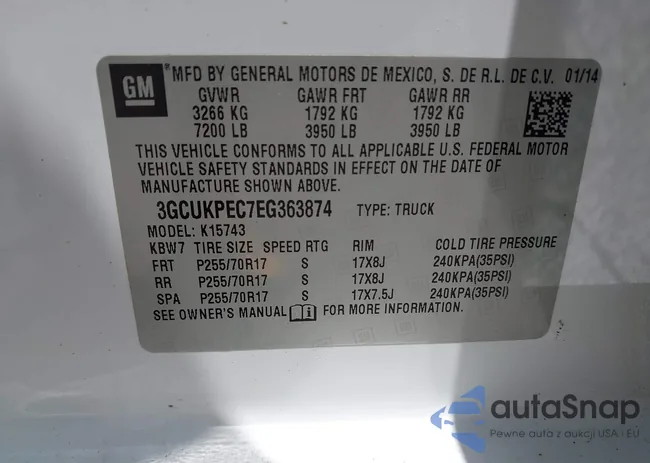 GM
*MFD BY GENERAL MOTORS DE MEXICO, S. DE R.L. DE C.V. 01/14
GVWR GAWR FRT GAWR RR
3266 KG 1792 KG 1792 KG
7200 LB 3950 LB 3950 LB
THIS VEHICLE CONFORMS TO ALL APPLICABLE U.S. FEDERAL MOTOR
VEHICLE SAFETY STANDARDS IN EFFECT ON THE DATE OF
MANUFACTURE SHOWN ABOVE.
3GCUKPEC7EG363874 TYPE: TRUCK
MODEL: K15743
KBW7 TIRE SIZE SPEED RTG RIM COLD TIRE PRESSURE
FRT P255/70R17 S 17X8J 240KPA(35PSI)
RR P255/70R17 S 17X8J 240KPA(35PSI)
SPA P255/70R17 S 17X7.5J 240KPA(35PSI)
SEE OWNER'S MANUAL FOR MORE INFORMATION.
autaSnap
Pewne auta z aukcji USA i EU